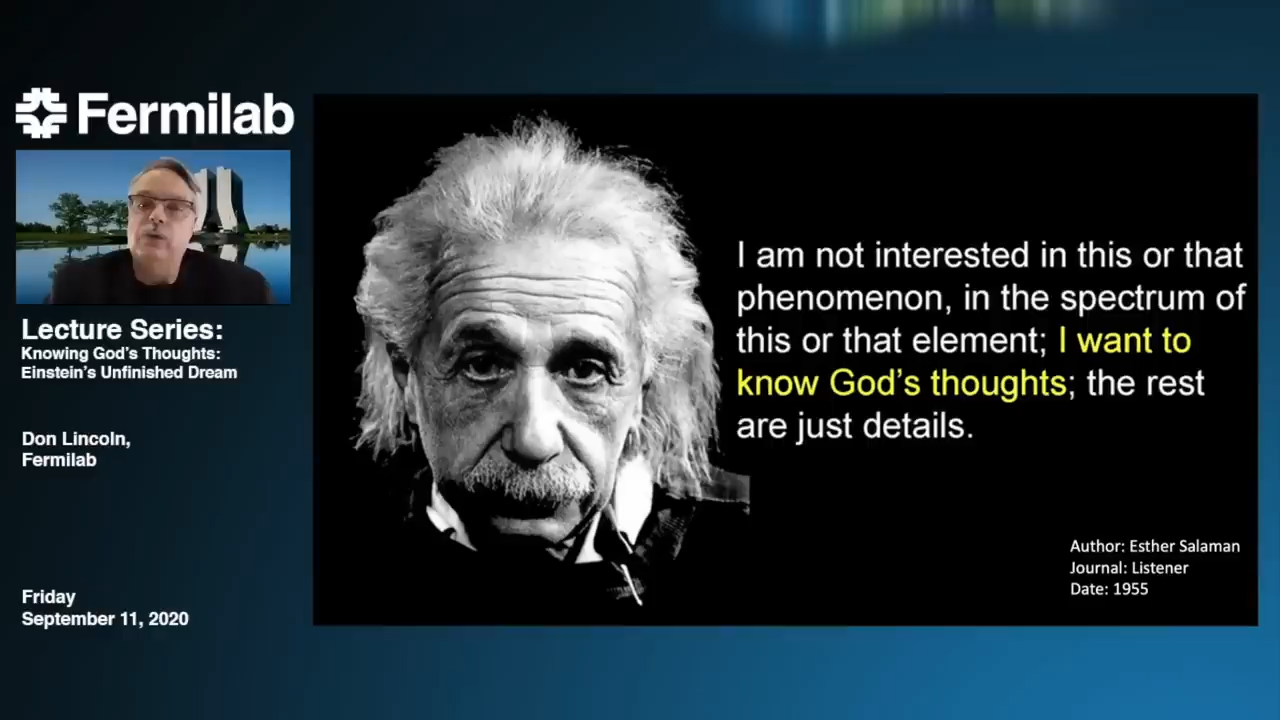 Fermilab
Lecture Series:
Knowing God's Thoughts:
Einstein's Unfinished Dream
Don Lincoln,
Fermilab
Friday
September 11, 2020
I am not interested in this or that
phenomenon, in the spectrum of
this or that element; I want to
know God's thoughts; the rest
are just details.
Author: Esther Salaman
Journal: Listener
Date: 1955